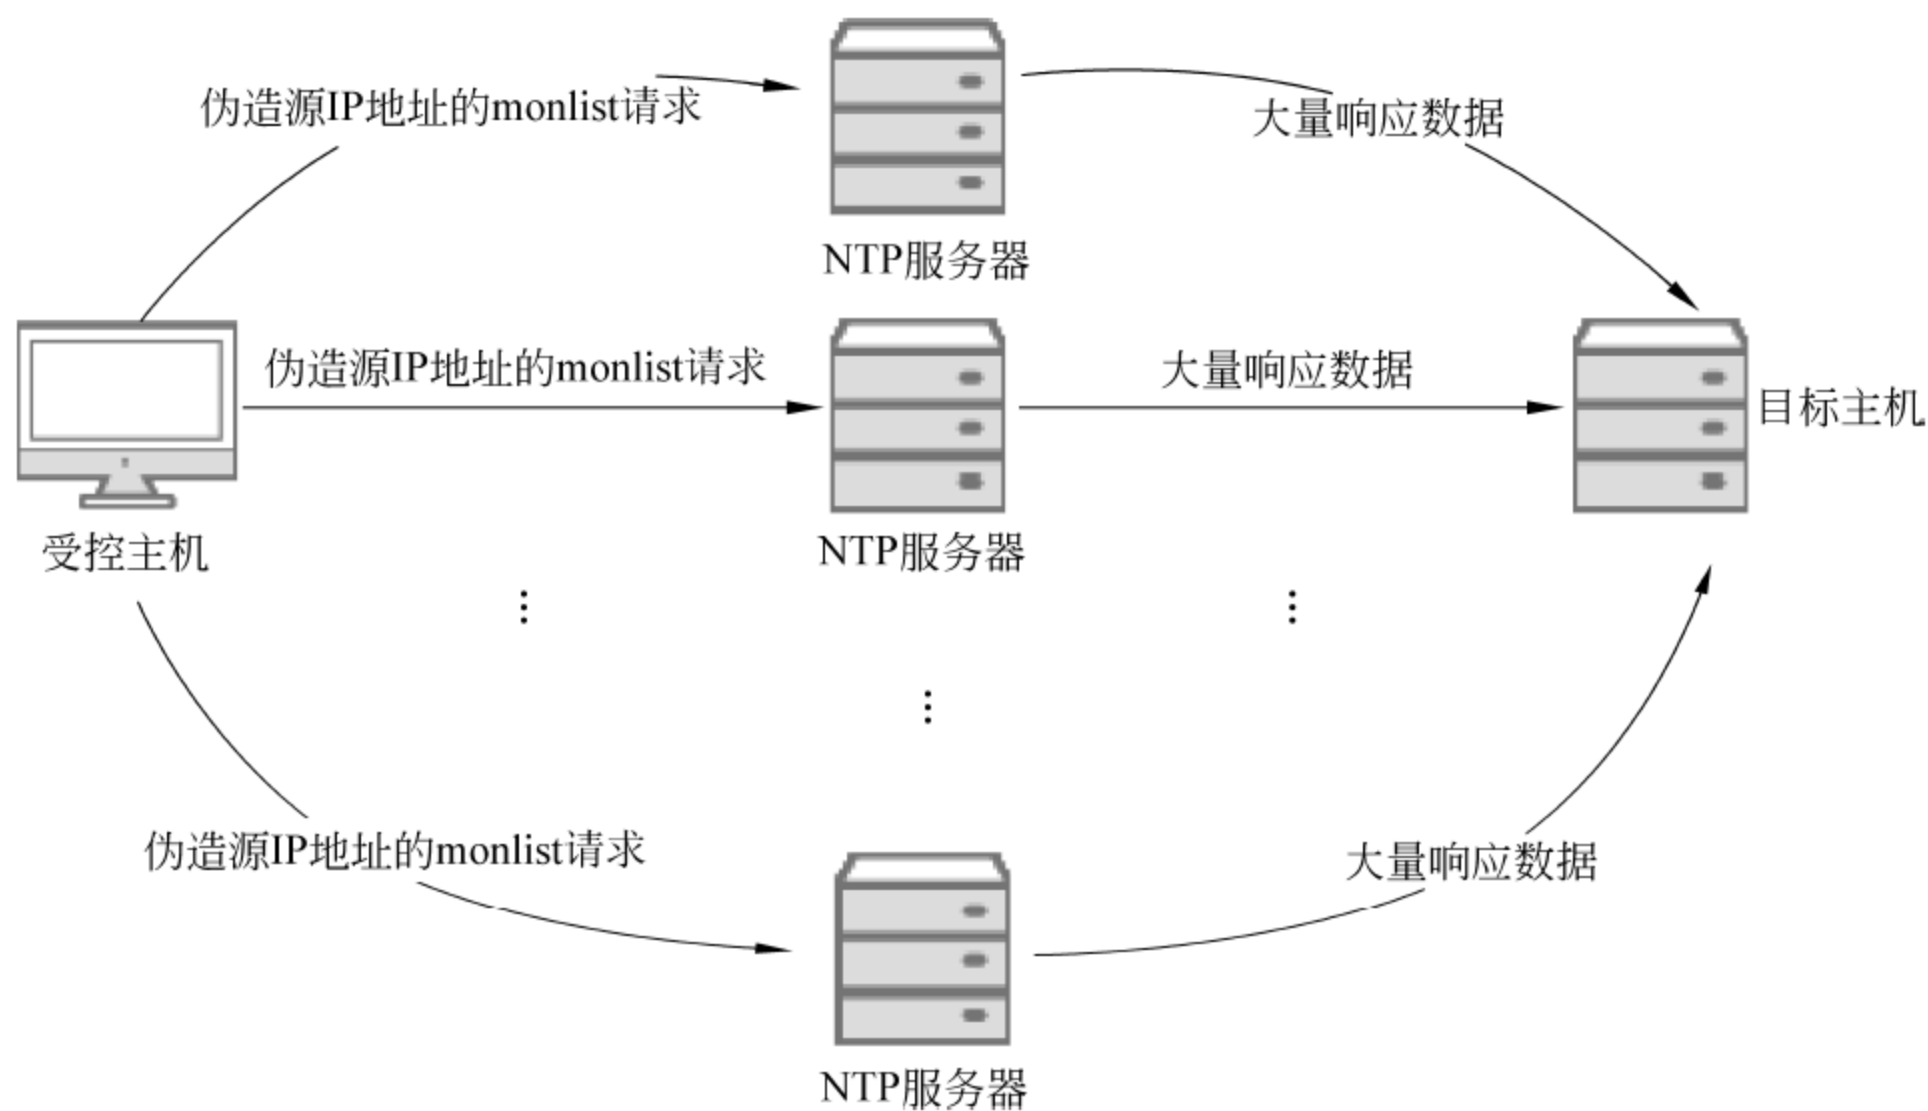 伪造源IP地址的monlist请求
大量响应数据
NTP服务器
伪造源IP地址的monlist请求
大量响应数据
目标主机
受控主机
NTP服务器
伪造源IP地址的monlist请求
大量响应数据
NTP服务器